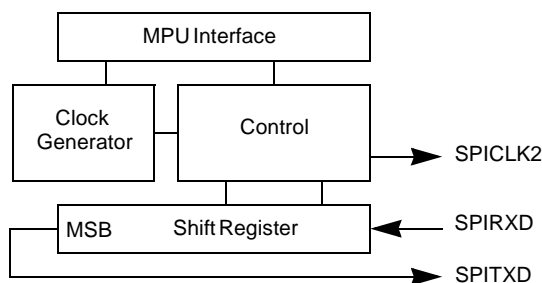 MPU Interface
Clock
Generator
Control
SPICLK2
MSB
Shift Register
SPIRXD
SPITXD